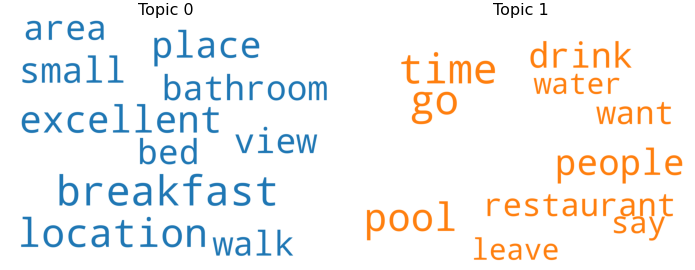 Topic 0
area
place
small
bathroom
excellent
view
bed
breakfast
location
walk
Topic 1
drink
time
water
go
want
people
restaurant
pool
say
leave